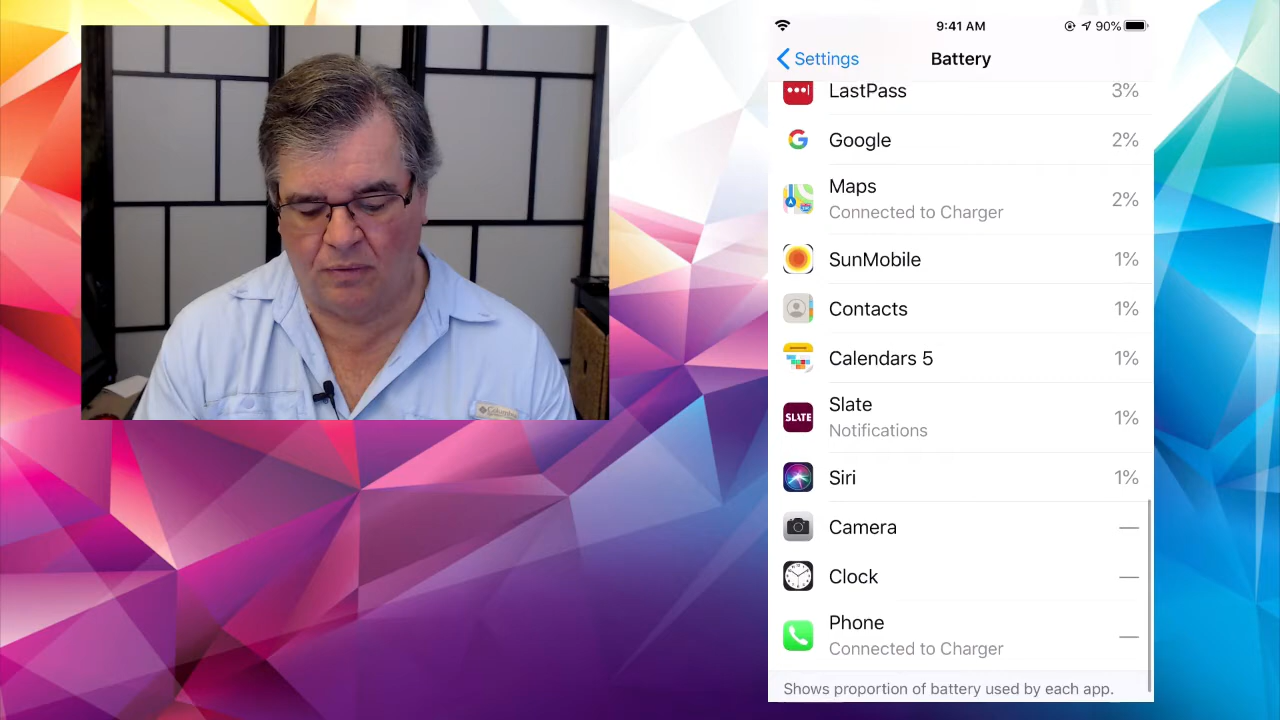 9:41 AM
90%
Settings
Battery
LastPass
3%
Google
2%
Maps
Connected to Charger
2%
SunMobile
1%
Contacts
1%
Calendars 5
1%
SLATE
Slate
Notifications
1%
Siri
1%
Camera
—
Clock
—
Phone
Connected to Charger
—
Shows proportion of battery used by each app.
Columbia